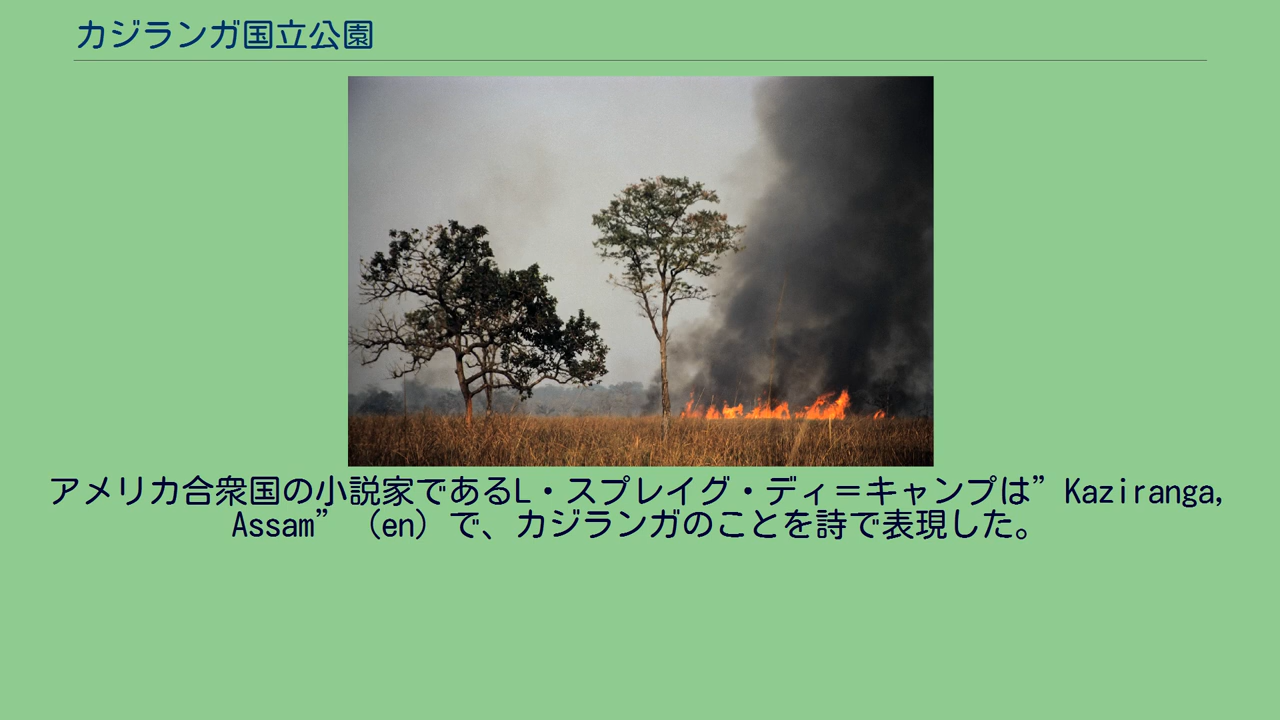 カジランガ国立公園
アメリカ合衆国の小説家であるL・スプレイグ・ディ＝キャンプは”Kaziranga,
Assam”（en）で、カジランガのことを詩で表現した。